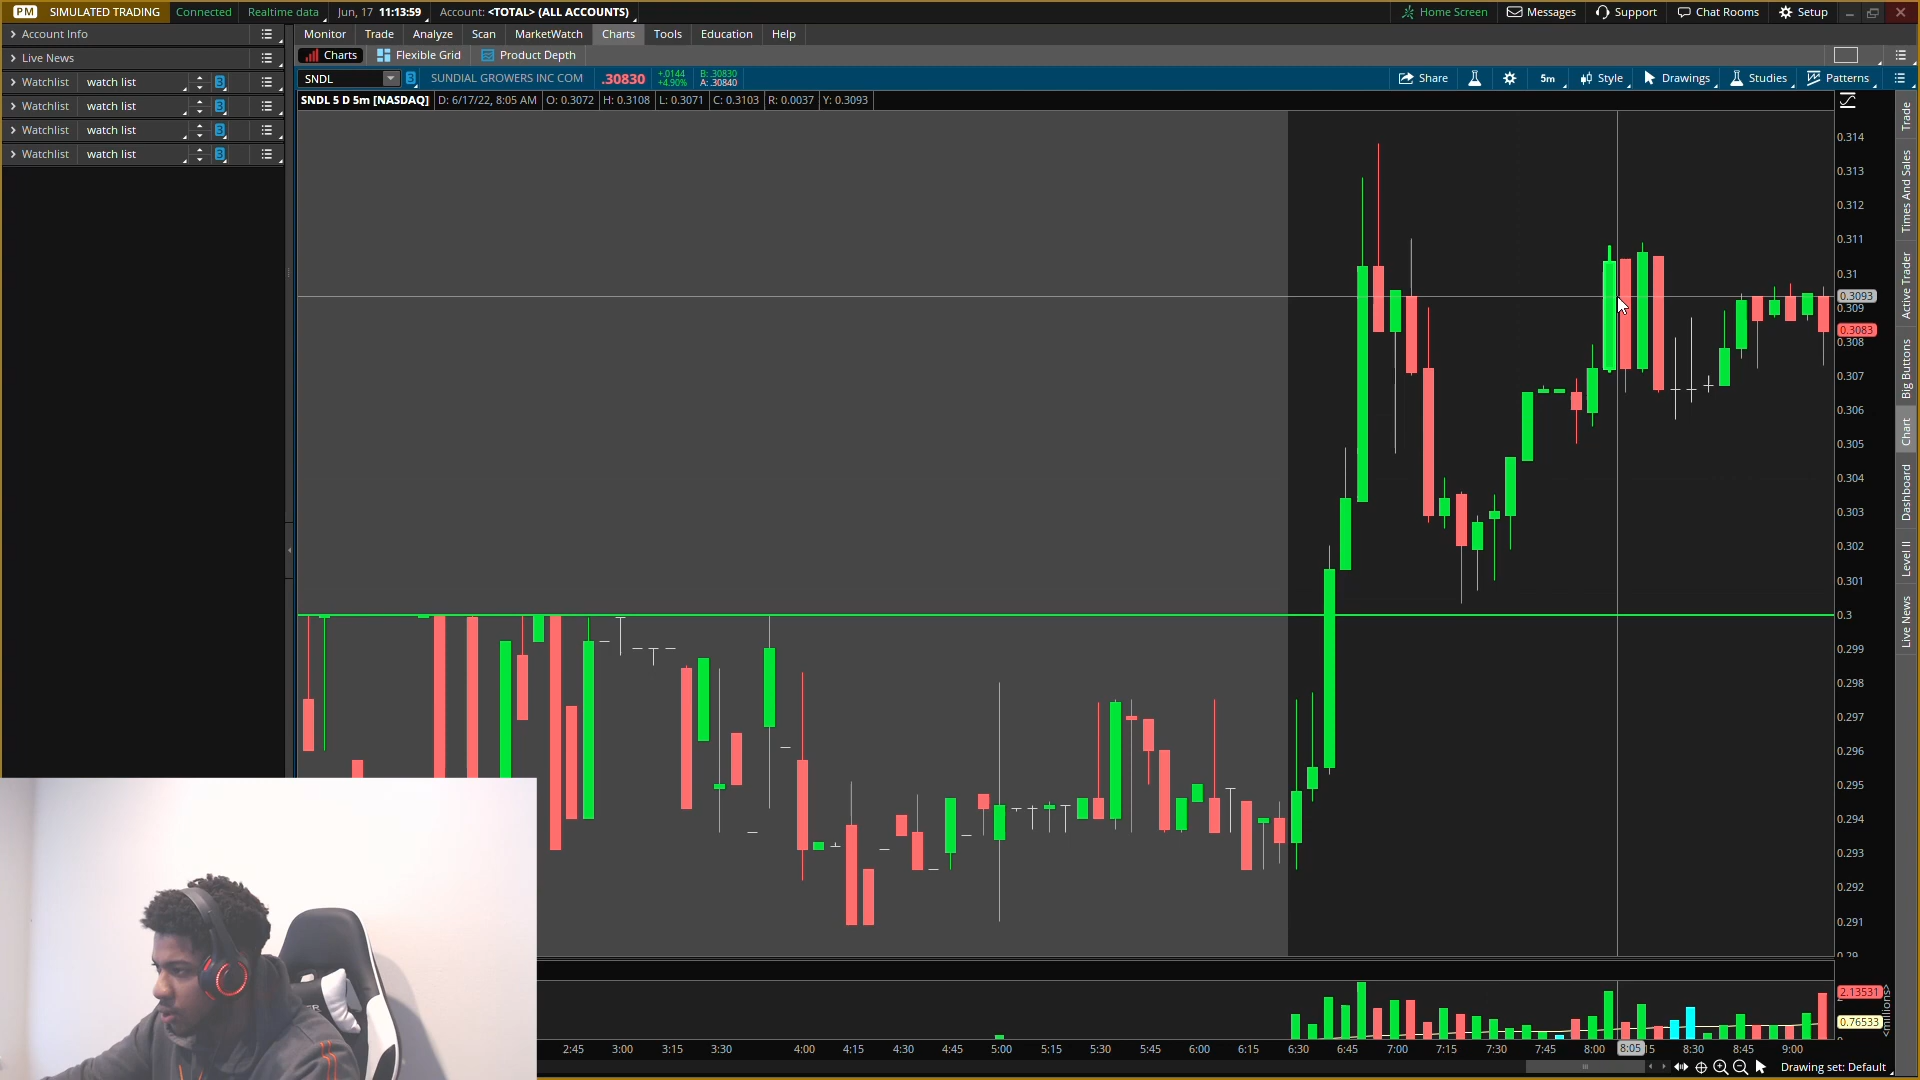 PM SIMULATED TRADING Connected Realtime data Jun, 17 11:13:59 Account: <TOTAL> (ALL ACCOUNTS) Home Screen Messages Support Chat Rooms Setup
Account Info
Live News
Watchlist watch list 3
Watchlist watch list 3
Watchlist watch list 3
Watchlist watch list 3
Monitor Trade Analyze Scan MarketWatch Charts Tools Education Help
Charts Flexible Grid Product Depth
SNDL 3 SUNDIAL GROWERS INC COM .30830 +.0144 +4.90% B: .30830 A: .30840 Share 5m Style Drawings Studies Patterns
SNDL 5 D 5m [NASDAQ] D: 6/17/22, 8:05 AM O: 0.3072 H: 0.3108 L: 0.3071 C: 0.3103 R: 0.0037 Y: 0.3093
0.314
0.313
0.312
0.311
0.31
0.3093
0.309
0.3083
0.308
0.307
0.306
0.305
0.304
0.303
0.302
0.301
0.3
0.299
0.298
0.297
0.296
0.295
0.294
0.293
0.292
0.291
0.29
2.13531
0.76533
<millions>
2:45 3:00 3:15 3:30 4:00 4:15 4:30 4:45 5:00 5:15 5:30 5:45 6:00 6:15 6:30 6:45 7:00 7:15 7:30 7:45 8:00 8:05 8:30 8:45 9:00
Drawing set: Default
Trade
Times And Sales
Active Trader
Big Buttons
Chart
Dashboard
Level II
Live News